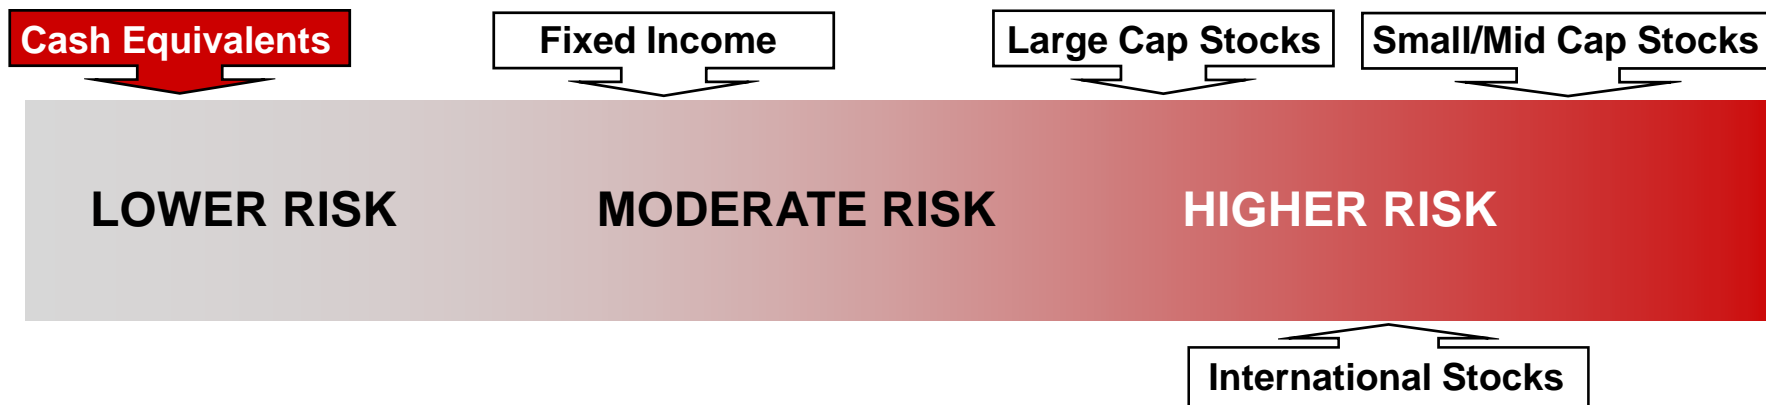 Cash Equivalents
Fixed Income
Large Cap Stocks
Small/Mid Cap Stocks
LOWER RISK
MODERATE RISK
HIGHER RISK
International Stocks